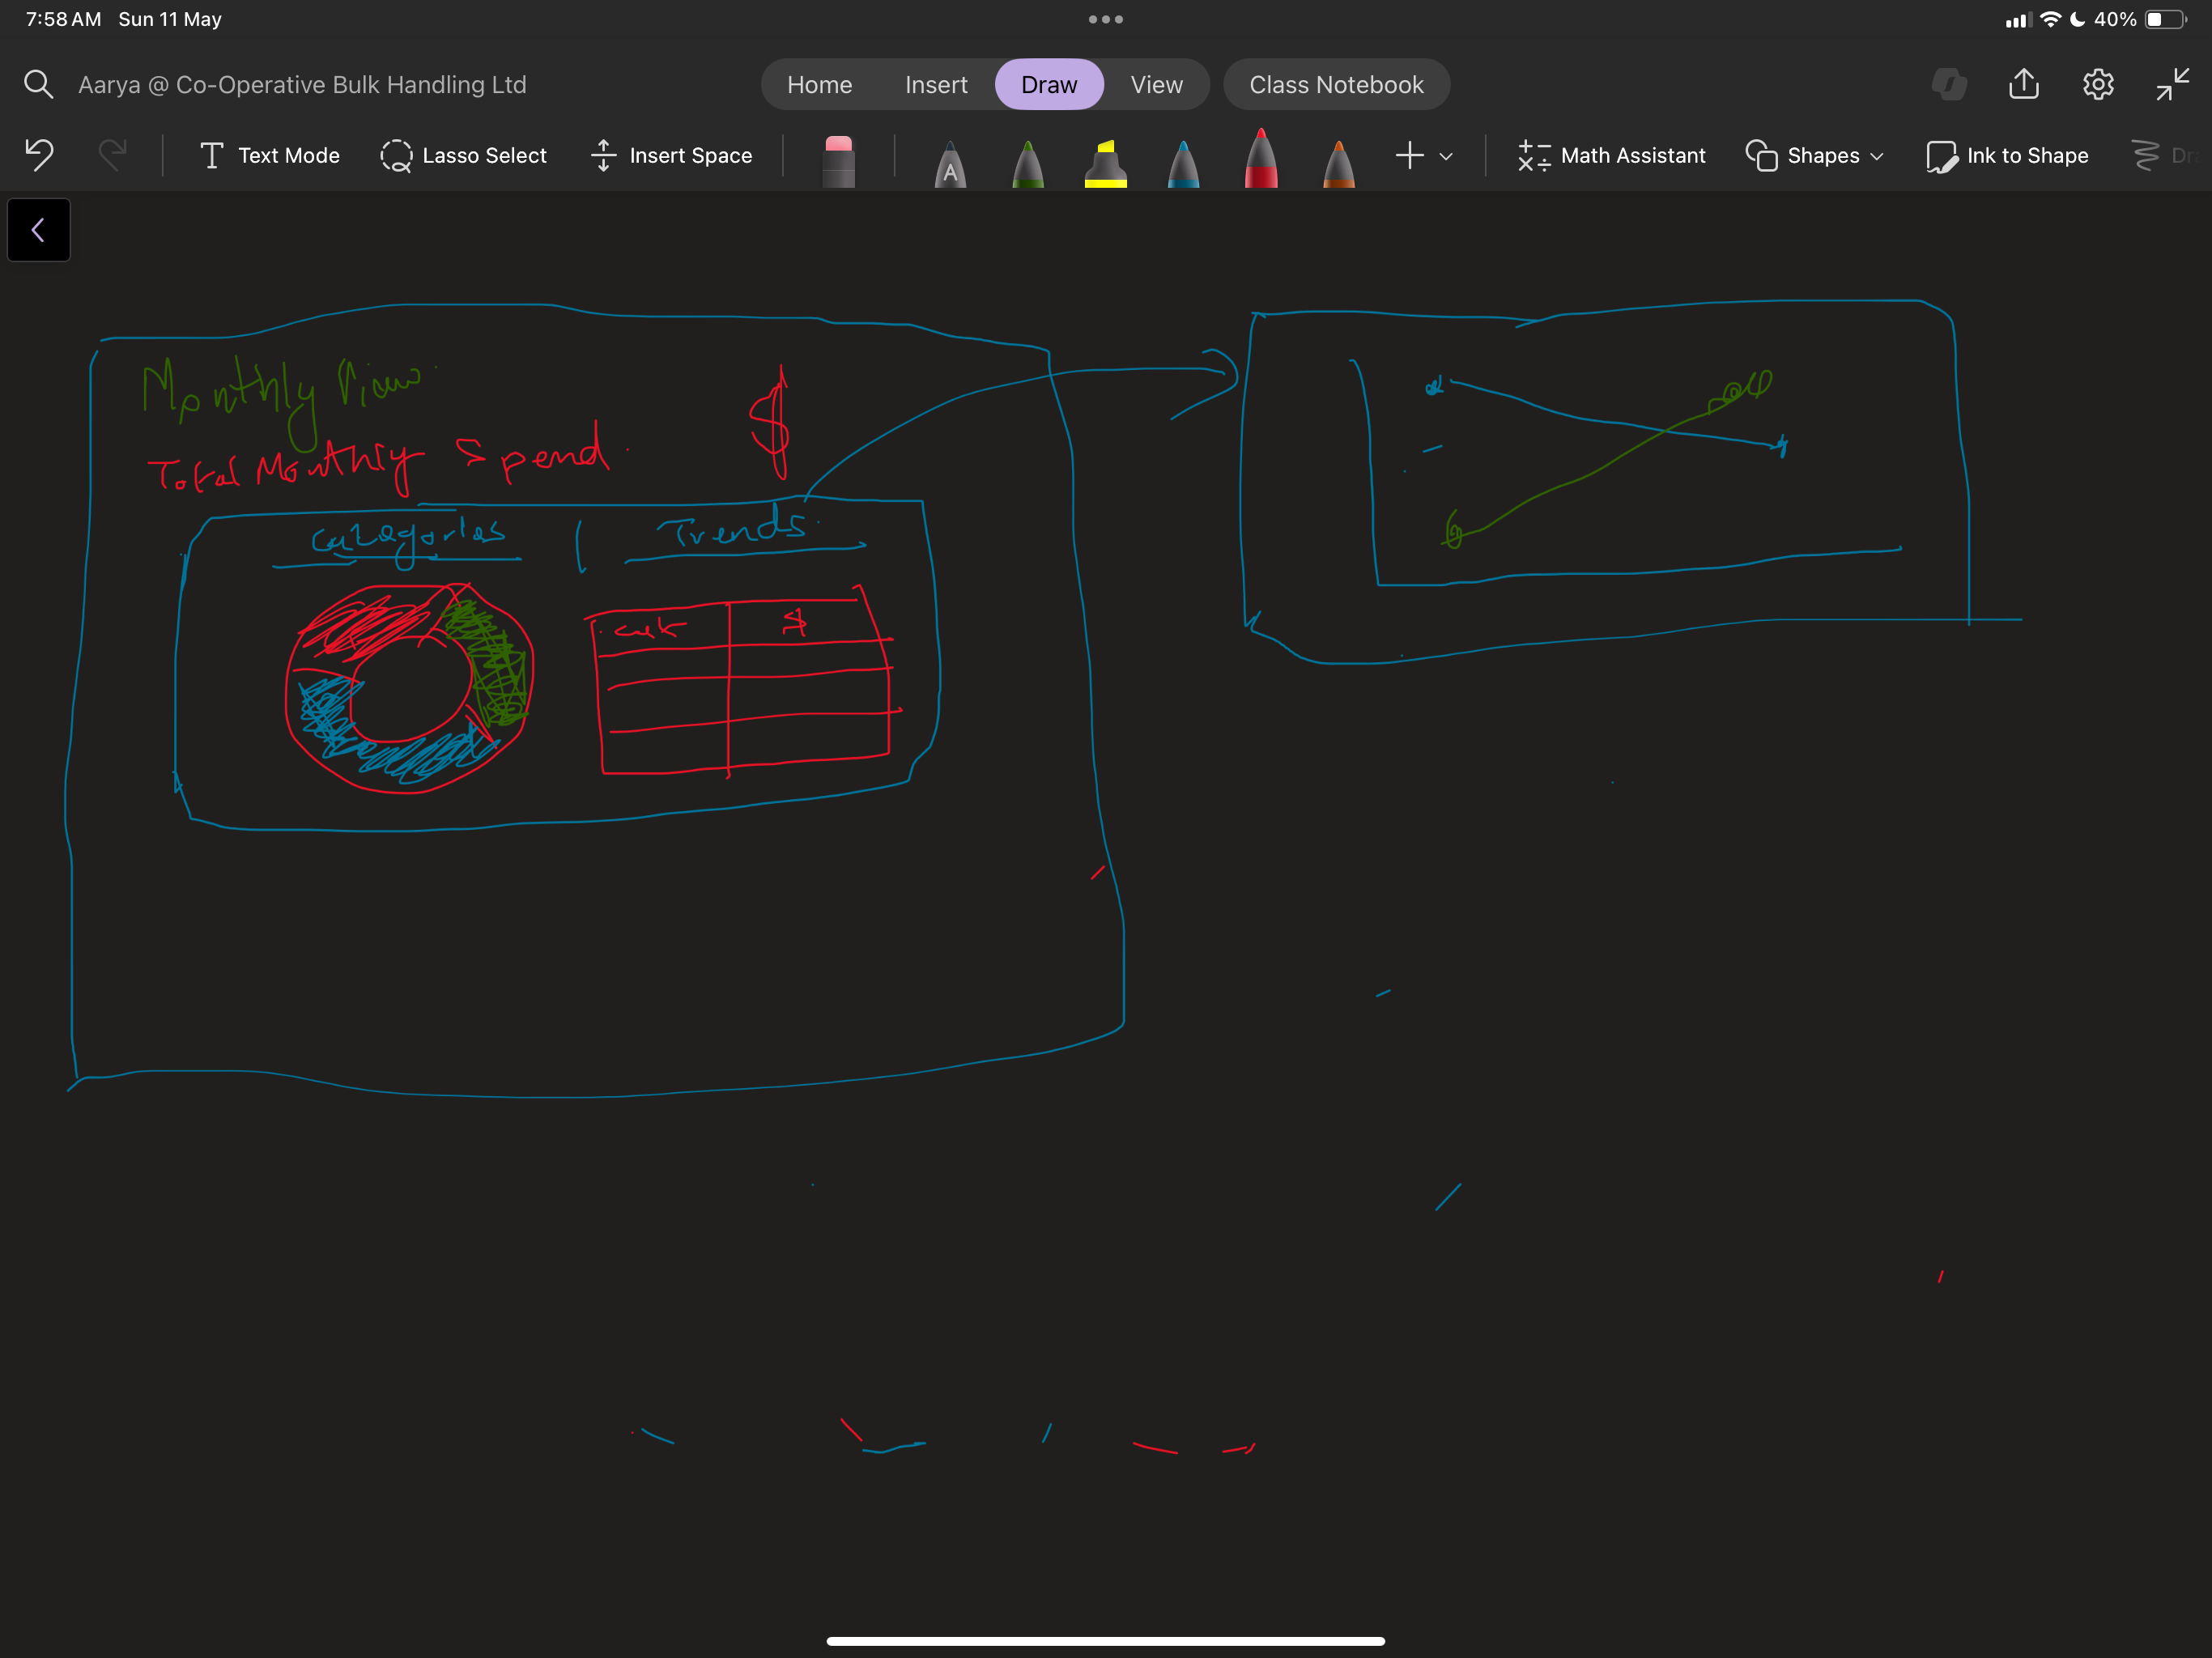 7:58 AM Sun 11 May
40%
Aarya @ Co-Operative Bulk Handling Ltd
Home Insert Draw View Class Notebook
Text Mode Lasso Select Insert Space A Math Assistant Shapes Ink to Shape Dr
Monthly View
Total Monthly Spend. $
Categories | Trends.
cat $